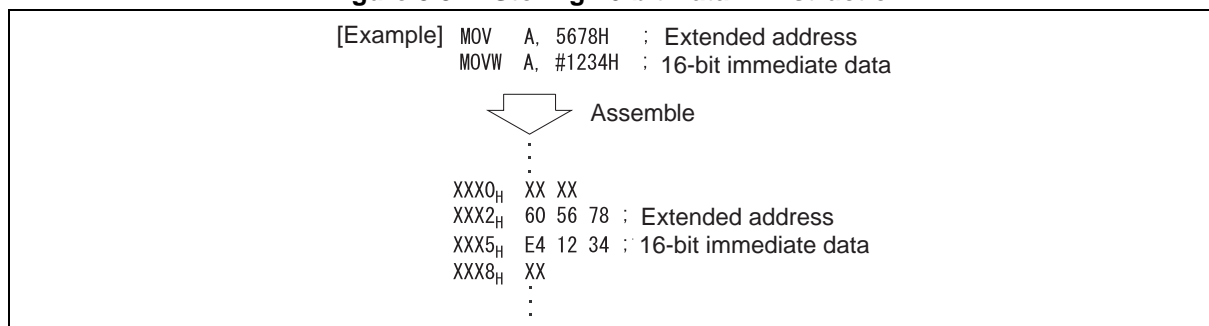 [Example] MOV A, 5678H ; Extended address
MOVW A, #1234H ; 16-bit immediate data
Assemble
XXX0H XX XX
XXX2H 60 56 78 ; Extended address
XXX5H E4 12 34 ; 16-bit immediate data
XXX8H XX